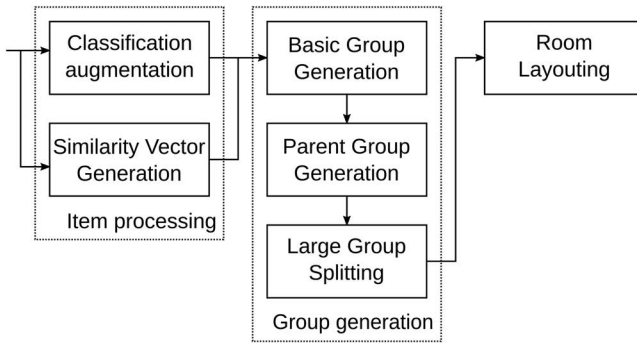 Classification
augmentation
Similarity Vector
Generation
Item processing
Basic Group
Generation
Parent Group
Generation
Large Group
Splitting
Group generation
Room
Layouting